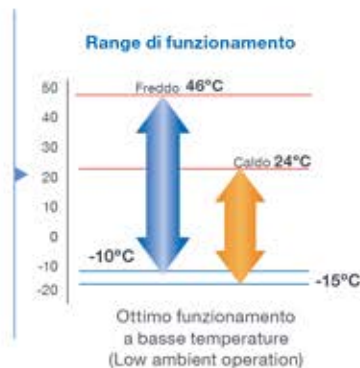 Range di funzionamento
50
Freddo 46°C
40
30
Caldo 24°C
20
10
0
-10°C
-10
-15°C
-20
Ottimo funzionamento
a basse temperature
(Low ambient operation)